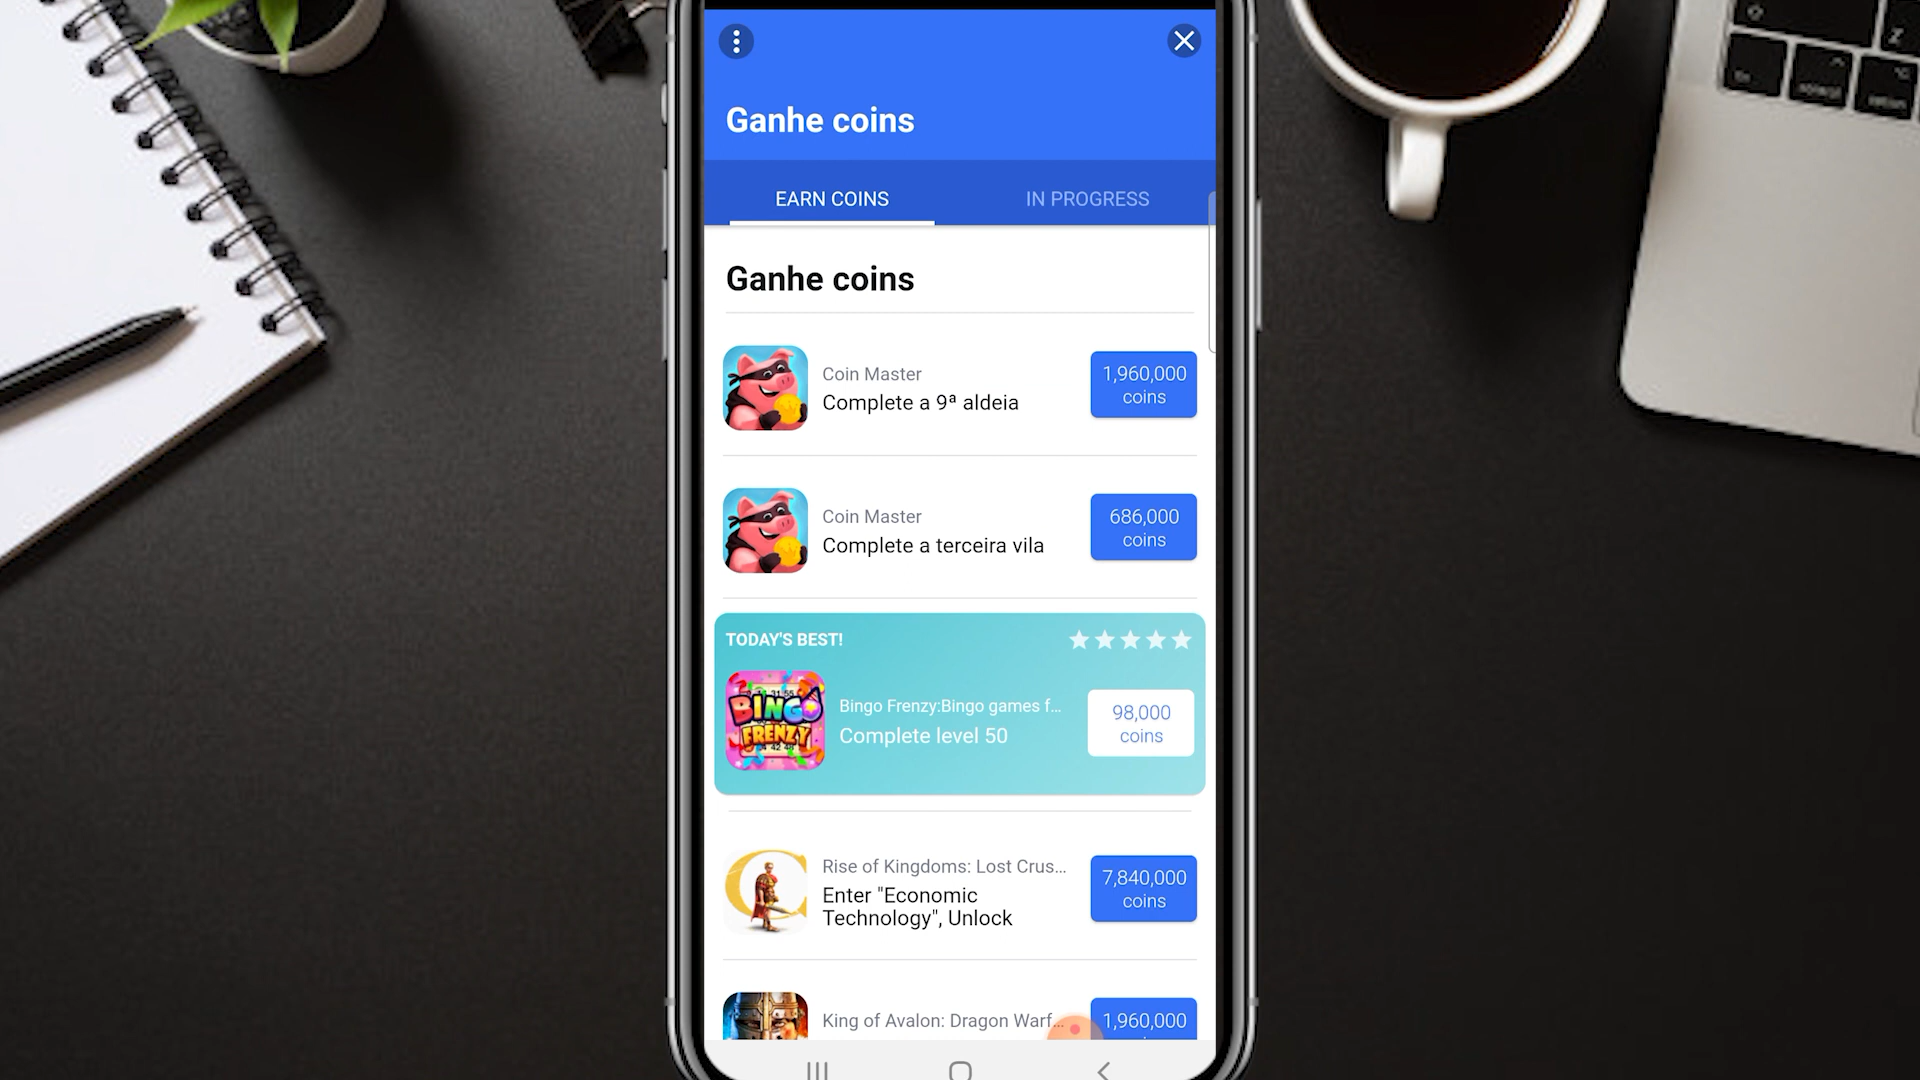 Ganhe coins
EARN COINS
IN PROGRESS
Ganhe coins
Coin Master
Complete a 9ª aldeia
1,960,000
coins
Coin Master
Complete a terceira vila
686,000
coins
TODAY'S BEST!
BINGO
FRENZY
Bingo Frenzy:Bingo games f...
Complete level 50
98,000
coins
Rise of Kingdoms: Lost Crus...
Enter "Economic
Technology", Unlock
7,840,000
coins
King of Avalon: Dragon Warf...
1,960,000